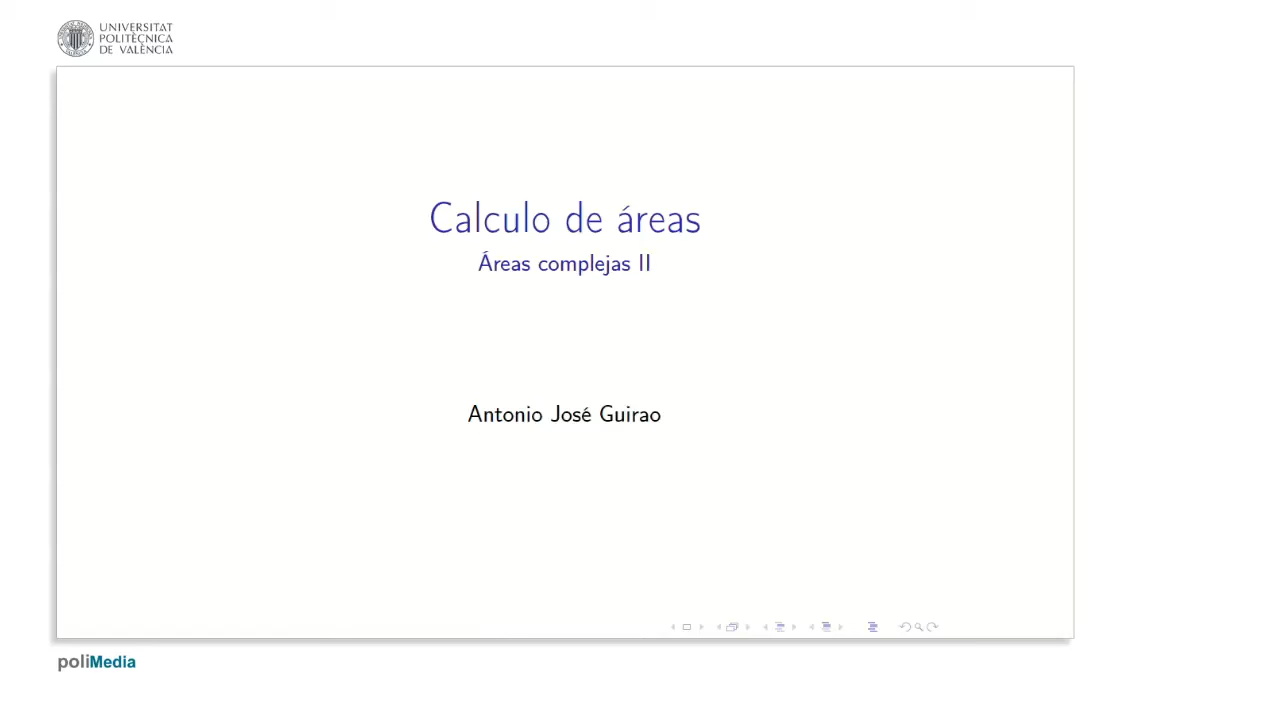 UNIVERSITAT
POLITÈCNICA
DE VALÈNCIA
Calculo de áreas
Áreas complejas II
Antonio José Guirao
poliMedia